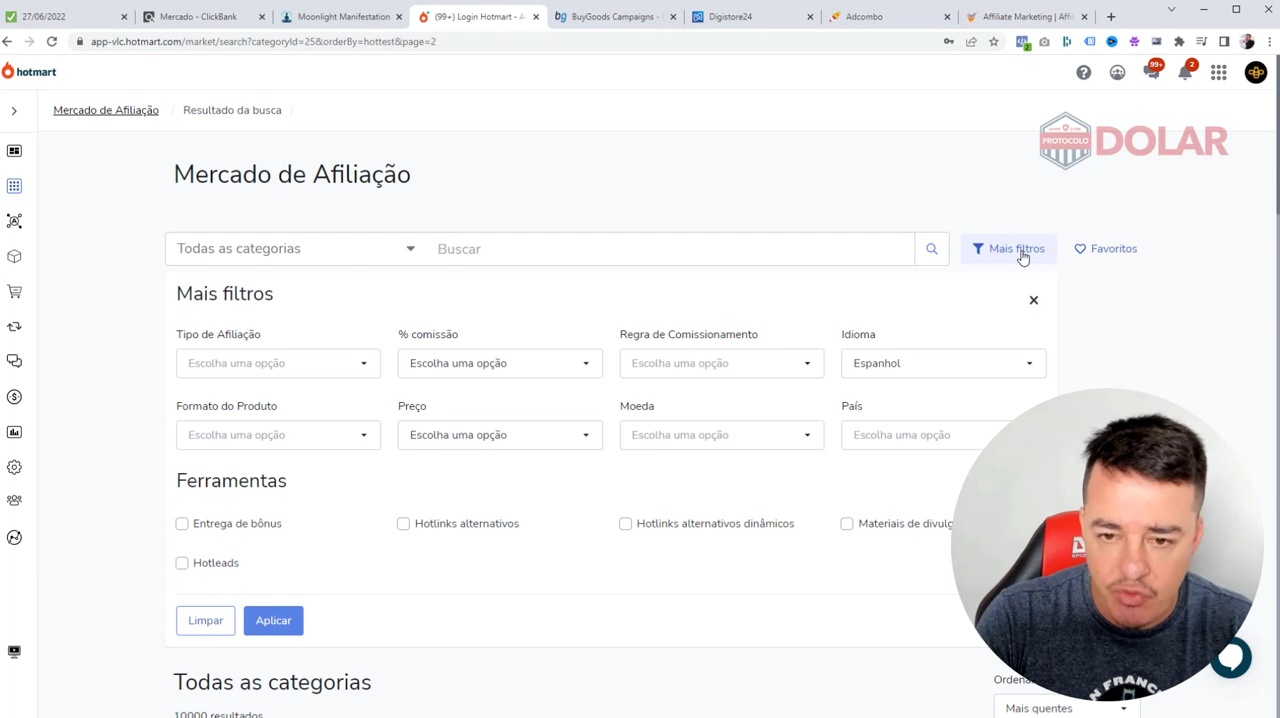 27/06/2022
Mercado - ClickBank
Moonlight Manifestation
(99+) Login Hotmart - A
BuyGoods Campaigns -
Digistore24
Adcombo
Affiliate Marketing | Affi
app-vlc.hotmart.com/market/search?categoryId=25&orderBy=hottest&page=2
2
hotmart
99+
2
Mercado de Afiliação / Resultado da busca /
PROTOCOLO
DOLAR
Mercado de Afiliação
Todas as categorias
Buscar
Mais filtros
Favoritos
Mais filtros
Tipo de Afiliação
% comissão
Regra de Comissionamento
Idioma
Escolha uma opção
Escolha uma opção
Escolha uma opção
Espanhol
Formato do Produto
Preço
Moeda
País
Escolha uma opção
Escolha uma opção
Escolha uma opção
Escolha uma opção
Ferramentas
Entrega de bônus
Hotlinks alternativos
Hotlinks alternativos dinâmicos
Materiais de divulg
Hotleads
Limpar
Aplicar
Todas as categorias
Orden
10000 resultados
Mais quentes